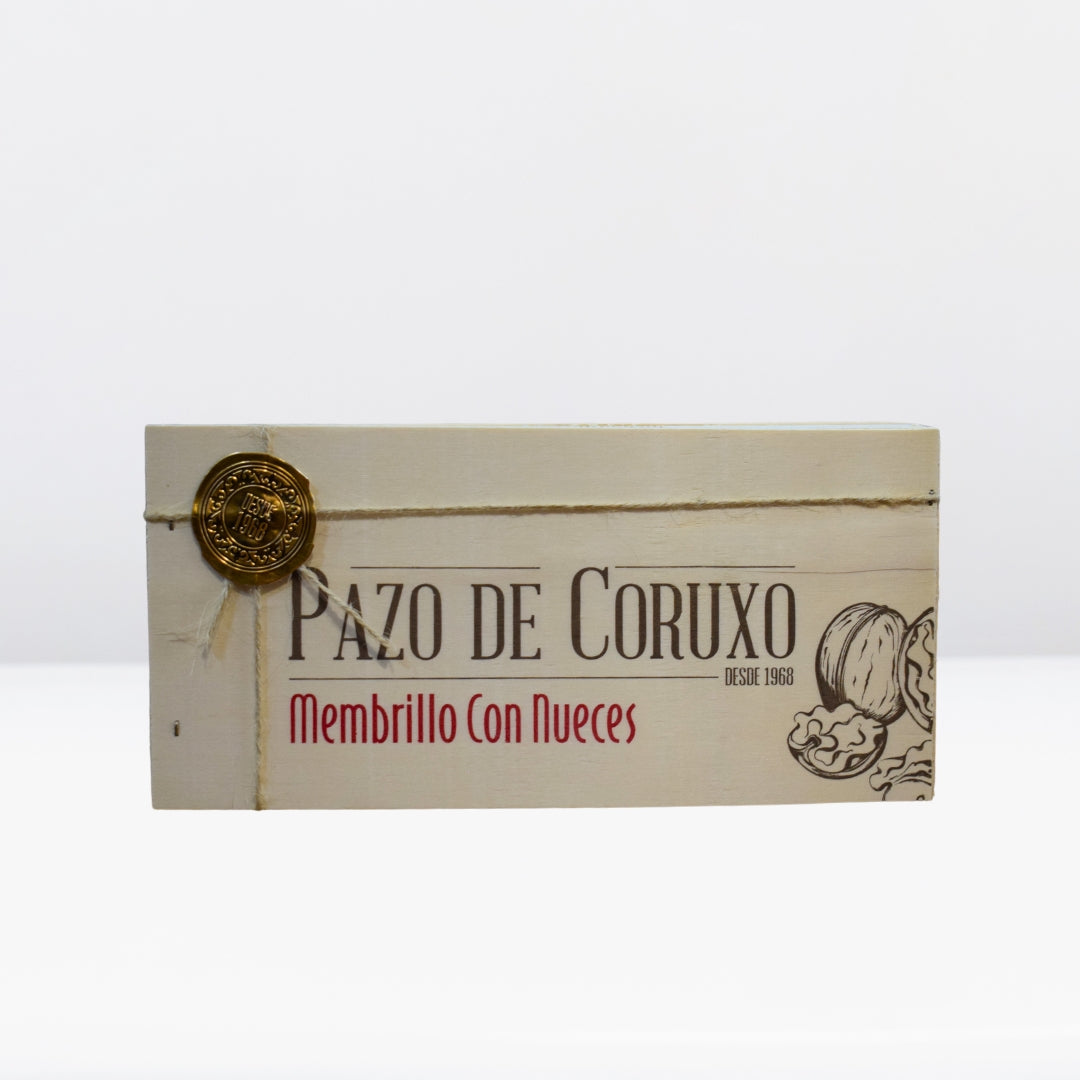 DESDE
1968
PAZO DE CORUXO
DESDE 1968
Membrillo Con Nueces